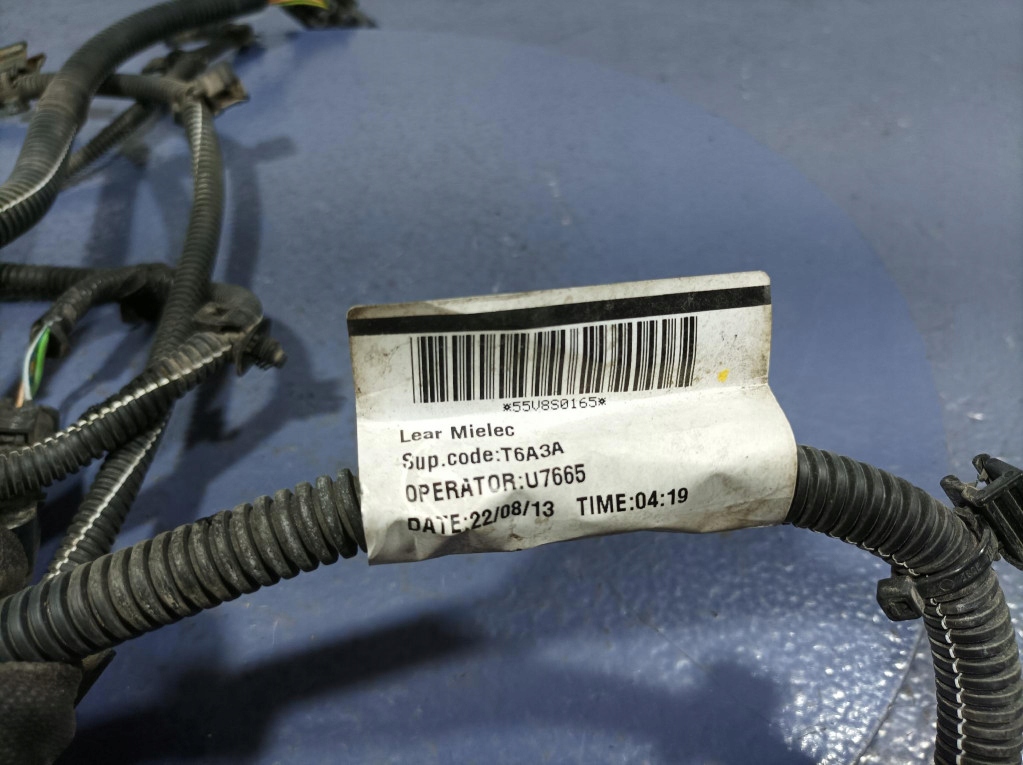 *55V8S0165*
Lear Mielec
Sup.code:T6A3A
OPERATOR:U7665
DATE:22/08/13 TIME:04:19